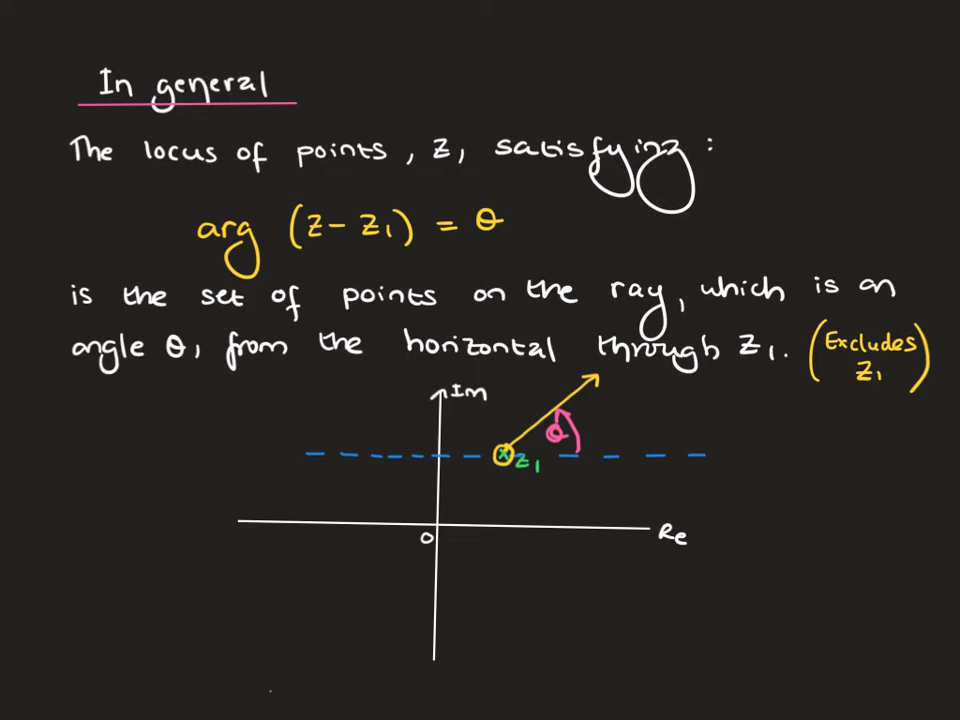 In general
The locus of points, z, satisfying:
arg (z - z₁) = θ
is the set of points on the ray, which is an
angle θ, from the horizontal through z₁. (Excludes z₁)
Im
θ
z₁
O
Re